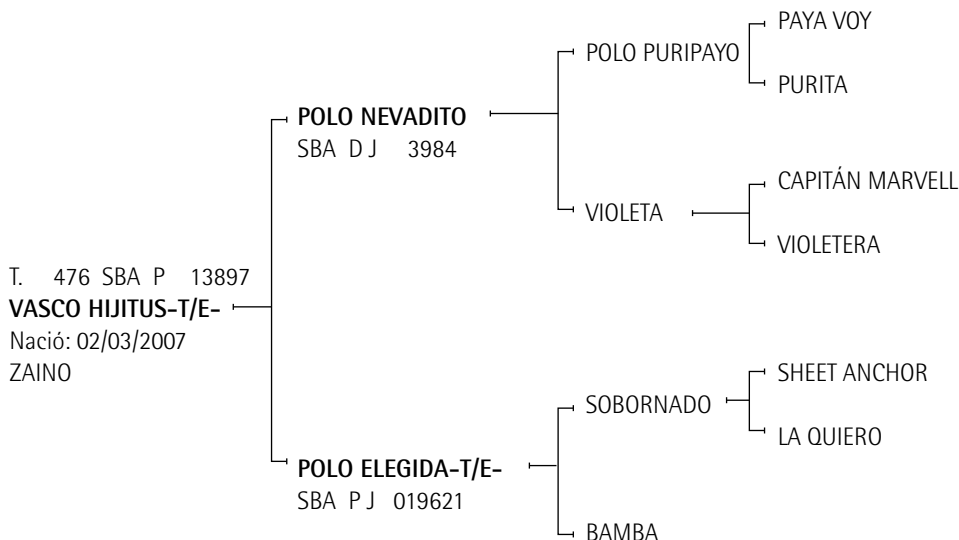 PAYA VOY
POLO PURIPAYO
PURITA
POLO NEVADITO
SBA D J 3984
CAPITÁN MARVELL
VIOLETA
VIOLETERA
T. 476 SBA P 13897
VASCO HIJITUS-T/E-
Nació: 02/03/2007
ZAINO
SHEET ANCHOR
SOBORNADO
LA QUIERO
POLO ELEGIDA-T/E-
SBA P J 019621
BAMBA